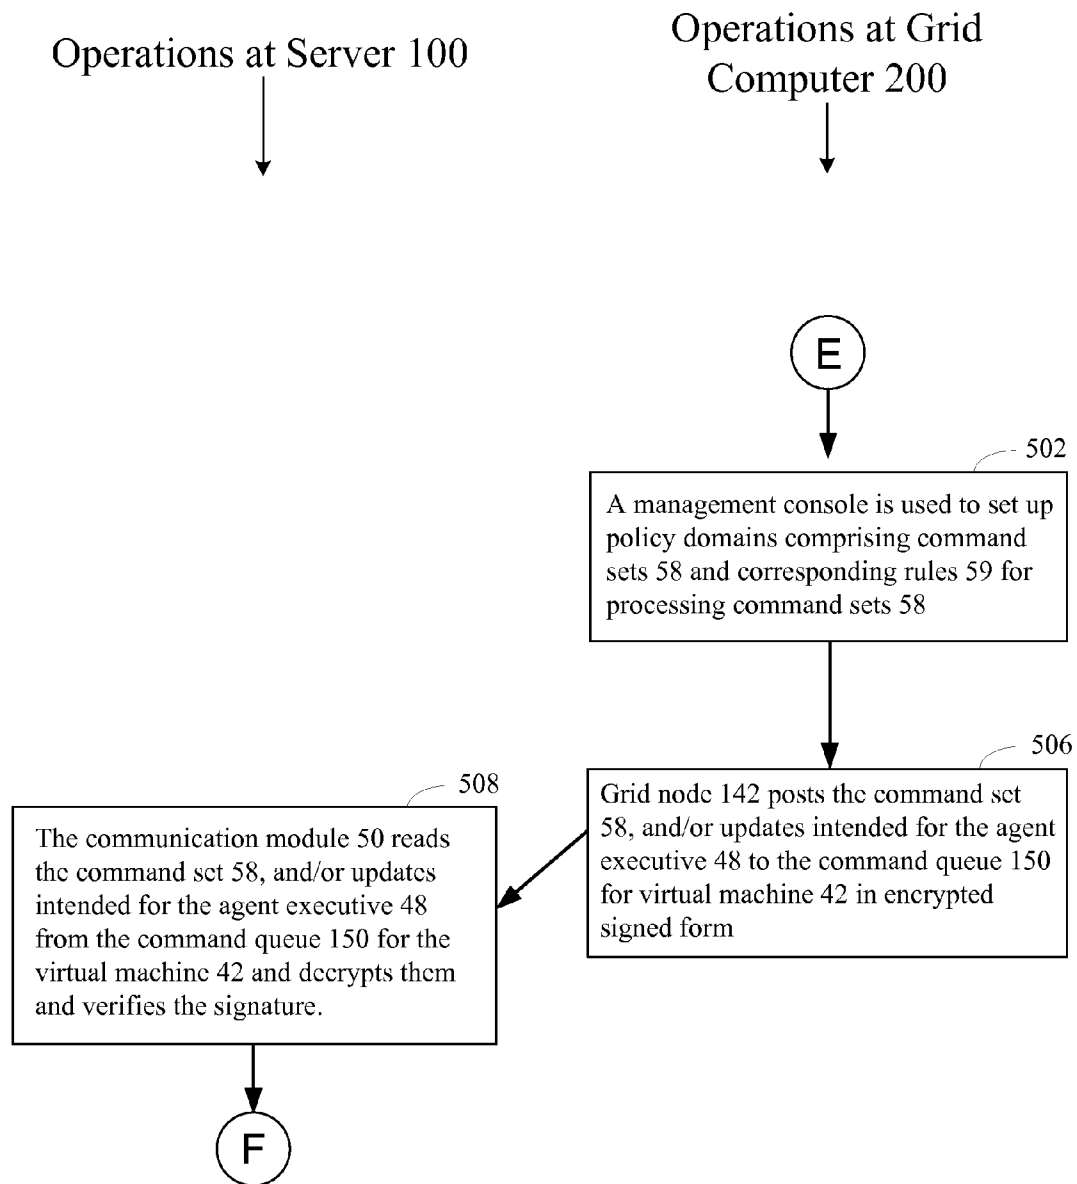 Operations at Server 100
Operations at Grid
Computer 200
E
502
A management console is used to set up
policy domains comprising command
sets 58 and corresponding rules 59 for
processing command sets 58
506
Grid node 142 posts the command set
58, and/or updates intended for the agent
executive 48 to the command queue 150
for virtual machine 42 in encrypted
signed form
508
The communication module 50 reads
the command set 58, and/or updates
intended for the agent executive 48
from the command queue 150 for the
virtual machine 42 and decrypts them
and verifies the signature.
F